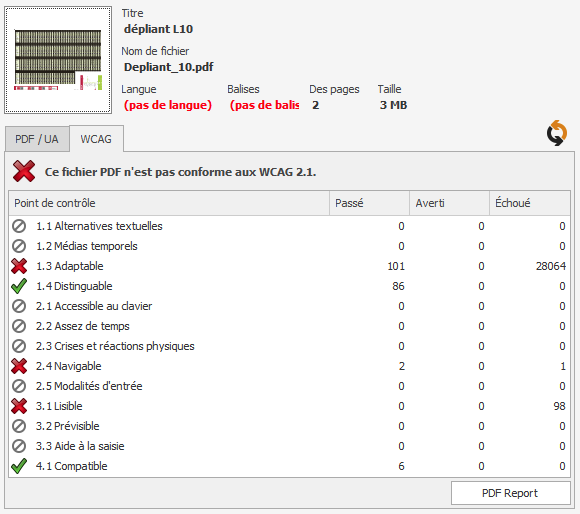 Titre
dépliant L10
Nom de fichier
Depliant_10.pdf
Langue Balises Des pages Taille
(pas de langue) (pas de balis 2 3 MB
PDF / UA WCAG
Ce fichier PDF n'est pas conforme aux WCAG 2.1.
Point de contrôle Passé Averti Échoué
1.1 Alternatives textuelles 0 0 0
1.2 Médias temporels 0 0 0
1.3 Adaptable 101 0 28064
1.4 Distinguable 86 0 0
2.1 Accessible au clavier 0 0 0
2.2 Assez de temps 0 0 0
2.3 Crises et réactions physiques 0 0 0
2.4 Navigable 2 0 1
2.5 Modalités d'entrée 0 0 0
3.1 Lisible 0 0 98
3.2 Prévisible 0 0 0
3.3 Aide à la saisie 0 0 0
4.1 Compatible 6 0 0
PDF Report